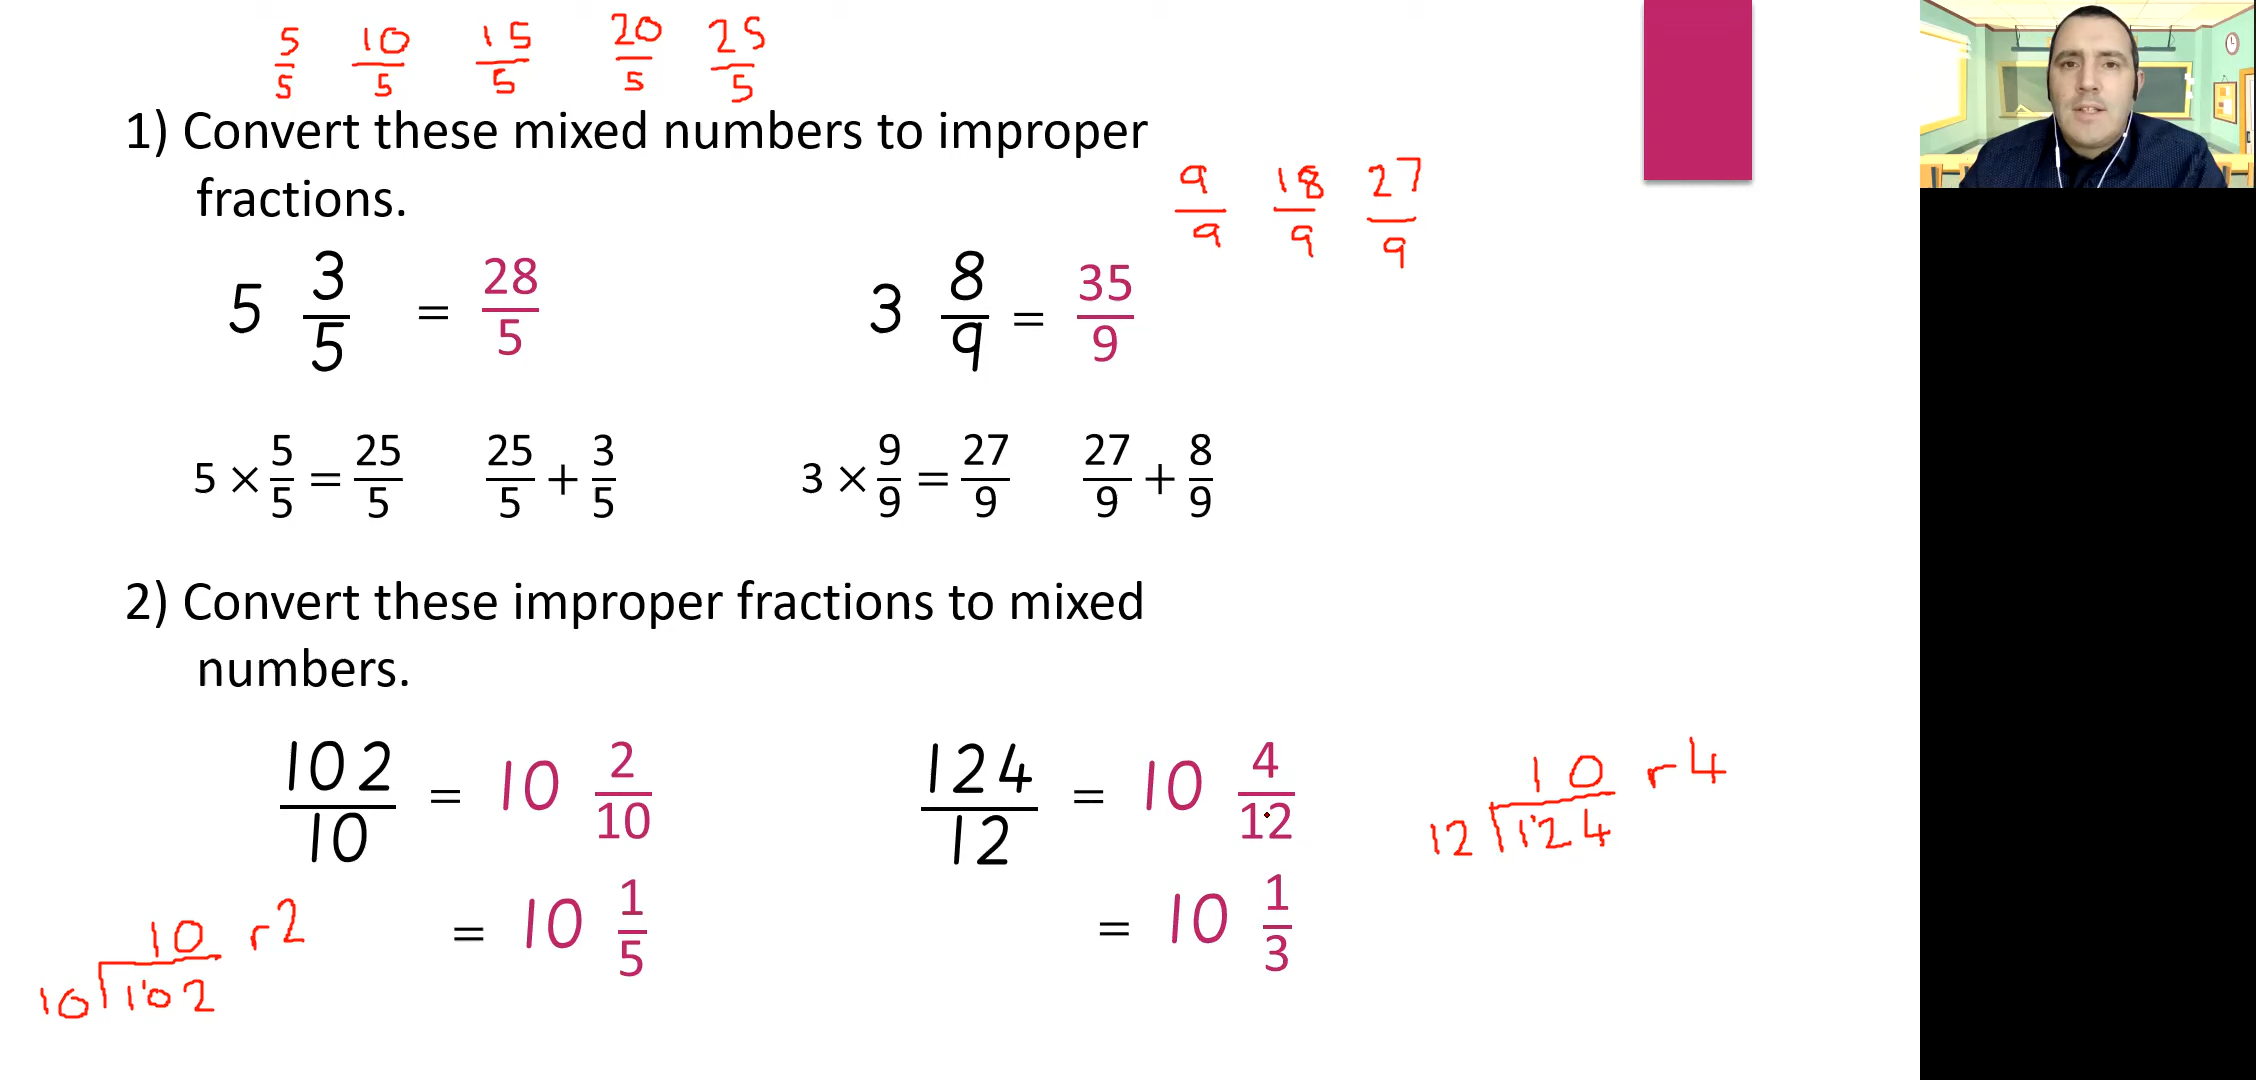 5/5 10/5 15/5 20/5 25/5
1) Convert these mixed numbers to improper
fractions.
9/9 18/9 27/9
5 3/5 = 28/5
3 8/9 = 35/9
5 × 5/5 = 25/5 25/5 + 3/5
3 × 9/9 = 27/9 27/9 + 8/9
2) Convert these improper fractions to mixed
numbers.
102/10 = 10 2/10
= 10 1/5
124/12 = 10 4/12
= 10 1/3
10 r4
12 124
10 r2
10 102